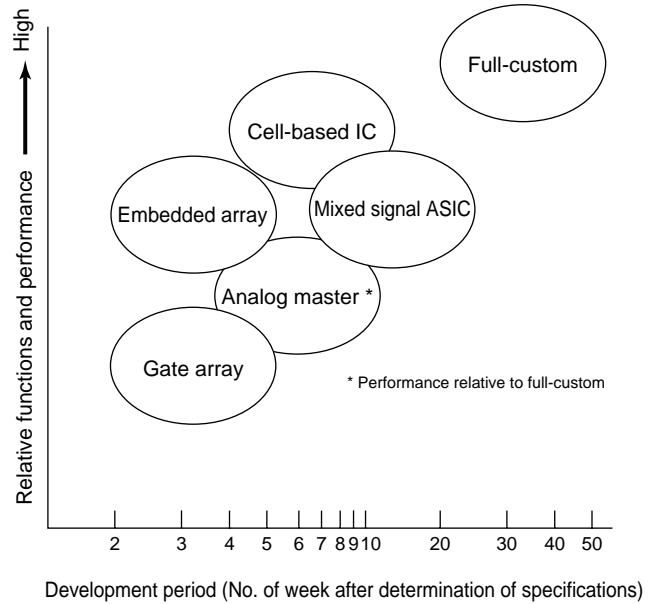 Relative functions and performance → High
Full-custom
Cell-based IC
Embedded array
Mixed signal ASIC
Analog master *
Gate array
* Performance relative to full-custom
2 3 4 5 6 7 8 9 10 20 30 40 50
Development period (No. of week after determination of specifications)